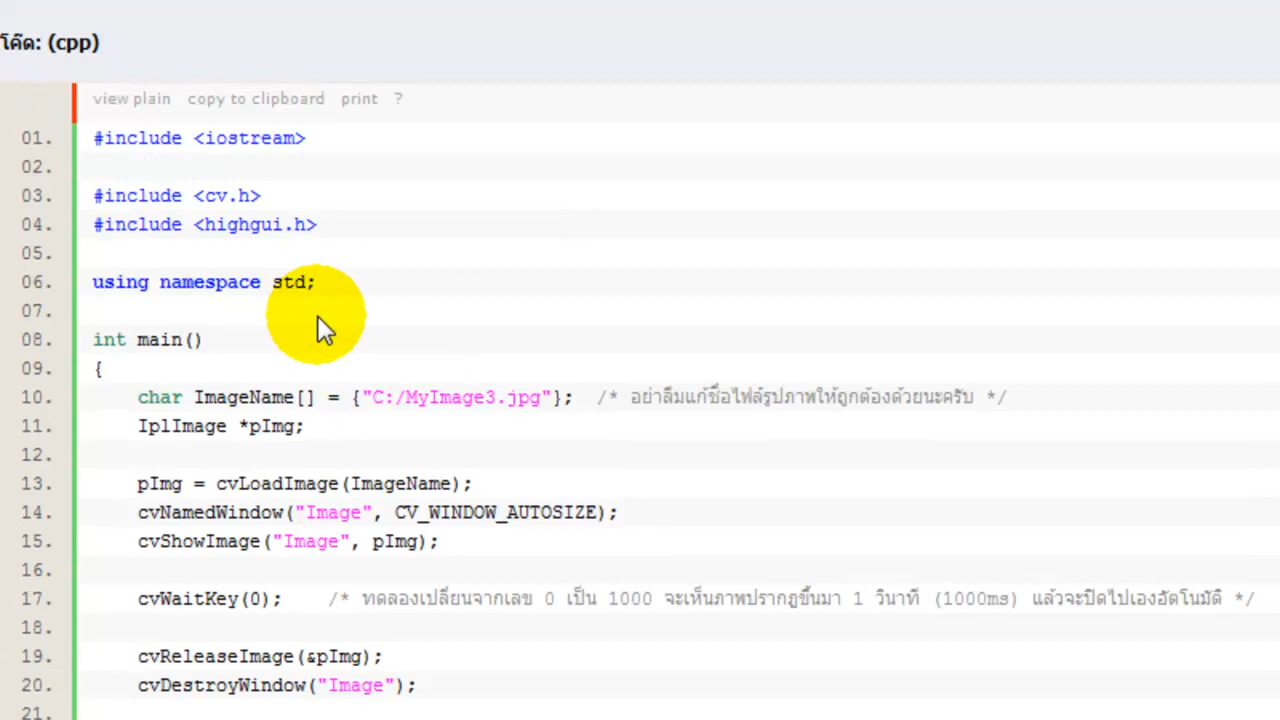 โค๊ด: (cpp)
view plain copy to clipboard print ?
01. #include <iostream>
02.
03. #include <cv.h>
04. #include <highgui.h>
05.
06. using namespace std;
07.
08. int main()
09. {
10. char ImageName[] = {"C:/MyImage3.jpg"}; /* อย่าลืมแก้ชื่อไฟล์รูปภาพให้ถูกต้องด้วยนะครับ */
11. IplImage *pImg;
12.
13. pImg = cvLoadImage(ImageName);
14. cvNamedWindow("Image", CV_WINDOW_AUTOSIZE);
15. cvShowImage("Image", pImg);
16.
17. cvWaitKey(0); /* ทดลองเปลี่ยนจากเลข 0 เป็น 1000 จะเห็นภาพปรากฏขึ้นมา 1 วินาที (1000ms) แล้วจะปิดไปเองอัตโนมัติ */
18.
19. cvReleaseImage(&pImg);
20. cvDestroyWindow("Image");
21.